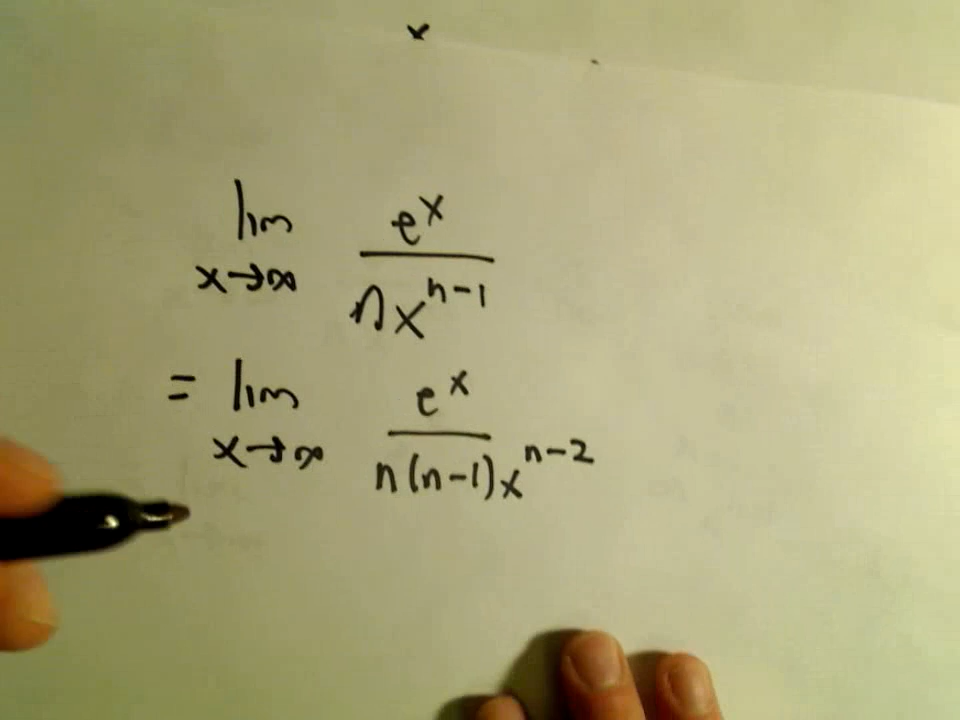 x
lim x→∞ e^x / nx^(n-1)
= lim x→∞ e^x / n(n-1)x^(n-2)